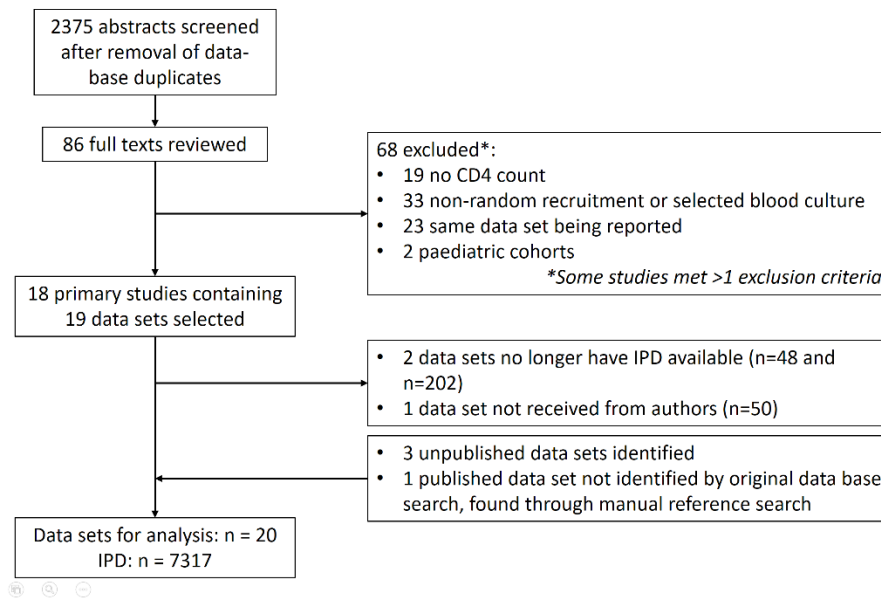 2375 abstracts screened
after removal of data-
base duplicates
86 full texts reviewed
68 excluded*:
• 19 no CD4 count
• 33 non-random recruitment or selected blood culture
• 23 same data set being reported
• 2 paediatric cohorts
*Some studies met >1 exclusion criteria
18 primary studies containing
19 data sets selected
• 2 data sets no longer have IPD available (n=48 and
n=202)
• 1 data set not received from authors (n=50)
• 3 unpublished data sets identified
• 1 published data set not identified by original data base
search, found through manual reference search
Data sets for analysis: n = 20
IPD: n = 7317